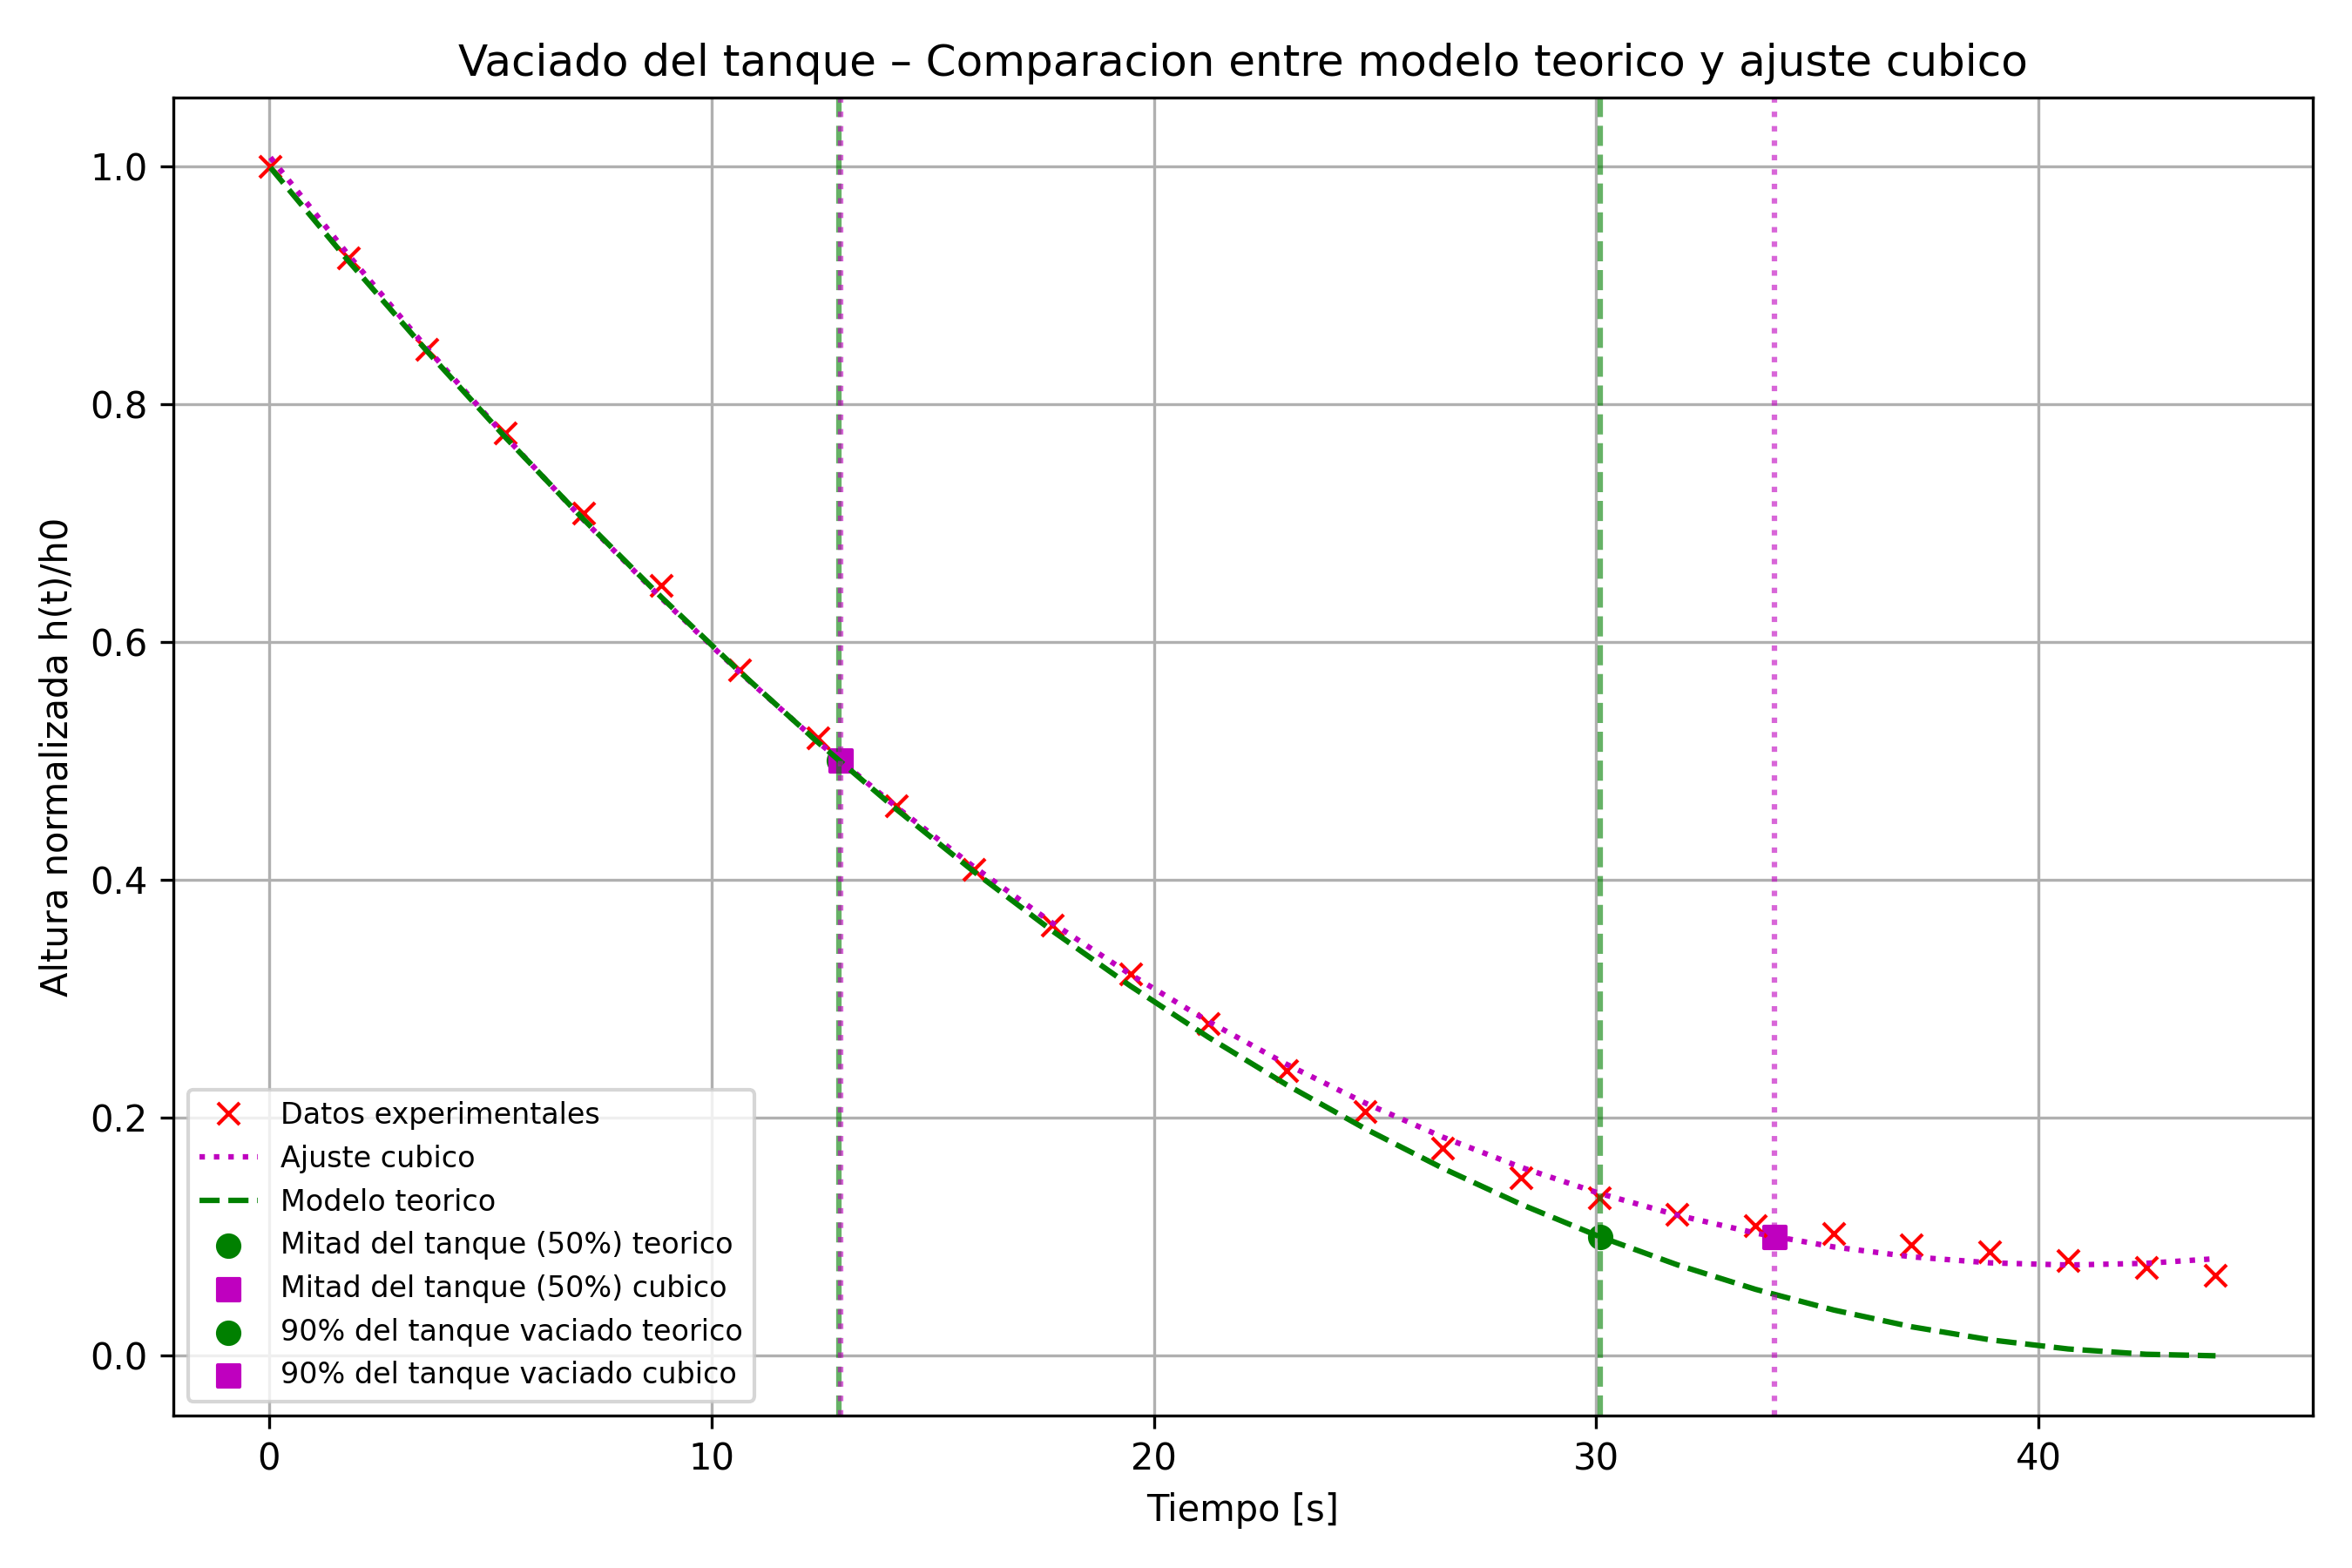 Vaciado del tanque – Comparacion entre modelo teorico y ajuste cubico
Altura normalizada h(t)/h0
1.0
0.8
0.6
0.4
0.2
0.0
Datos experimentales
Ajuste cubico
Modelo teorico
Mitad del tanque (50%) teorico
Mitad del tanque (50%) cubico
90% del tanque vaciado teorico
90% del tanque vaciado cubico
0 10 20 30 40
Tiempo [s]